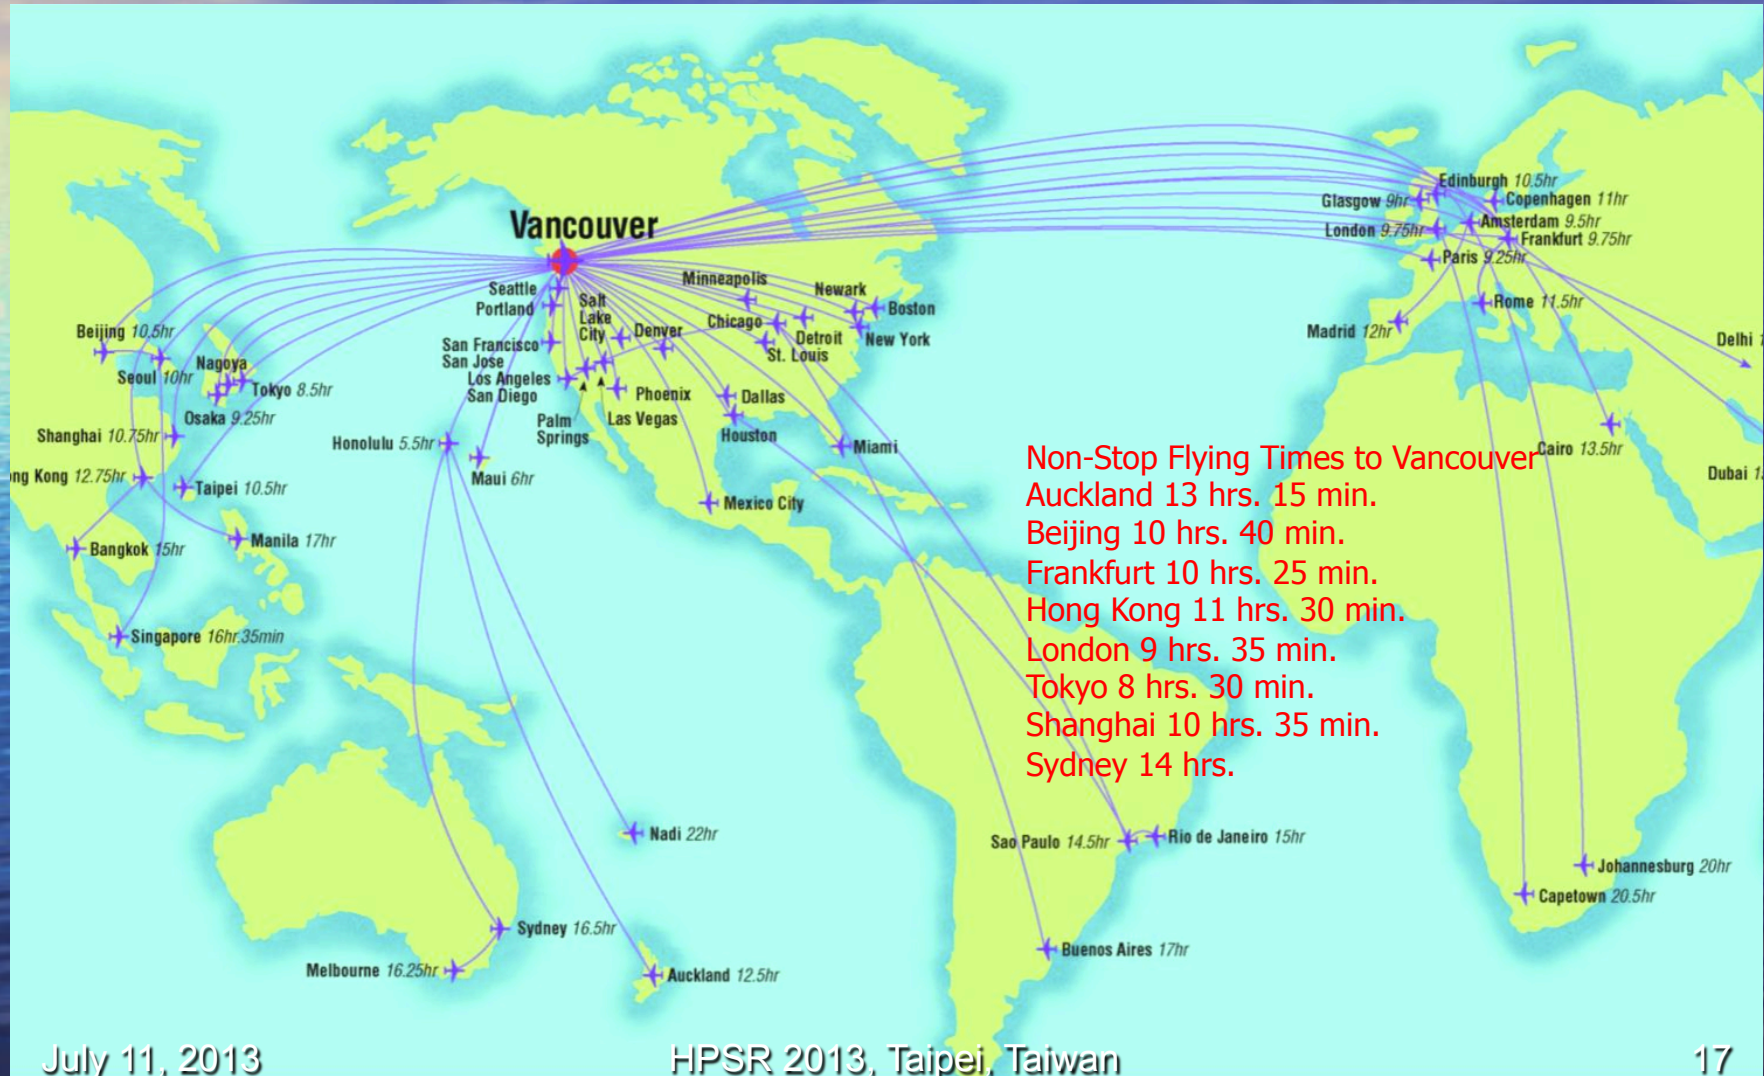 Vancouver
Edinburgh 10.5hr
Glasgow 9hr
Copenhagen 11hr
Amsterdam 9.5hr
London 9.75hr
Frankfurt 9.75hr
Paris 9.25hr
Rome 11.5hr
Madrid 12hr
Delhi
Cairo 13.5hr
Dubai
Seattle
Portland
Salt
Lake
City
Minneapolis
Newark
Boston
Chicago
Denver
Detroit
New York
St. Louis
San Francisco
San Jose
Los Angeles
San Diego
Palm
Springs
Las Vegas
Phoenix
Dallas
Houston
Miami
Mexico City
Beijing 10.5hr
Seoul 10hr
Nagoya
Tokyo 8.5hr
Osaka 9.25hr
Shanghai 10.75hr
ng Kong 12.75hr
Taipei 10.5hr
Honolulu 5.5hr
Maui 6hr
Bangkok 15hr
Manila 17hr
Singapore 16hr.35min
Non-Stop Flying Times to Vancouver
Auckland 13 hrs. 15 min.
Beijing 10 hrs. 40 min.
Frankfurt 10 hrs. 25 min.
Hong Kong 11 hrs. 30 min.
London 9 hrs. 35 min.
Tokyo 8 hrs. 30 min.
Shanghai 10 hrs. 35 min.
Sydney 14 hrs.
Nadi 22hr
Sao Paulo 14.5hr
Rio de Janeiro 15hr
Johannesburg 20hr
Capetown 20.5hr
Sydney 16.5hr
Melbourne 16.25hr
Auckland 12.5hr
Buenos Aires 17hr
July 11, 2013
HPSR 2013, Taipei, Taiwan
17